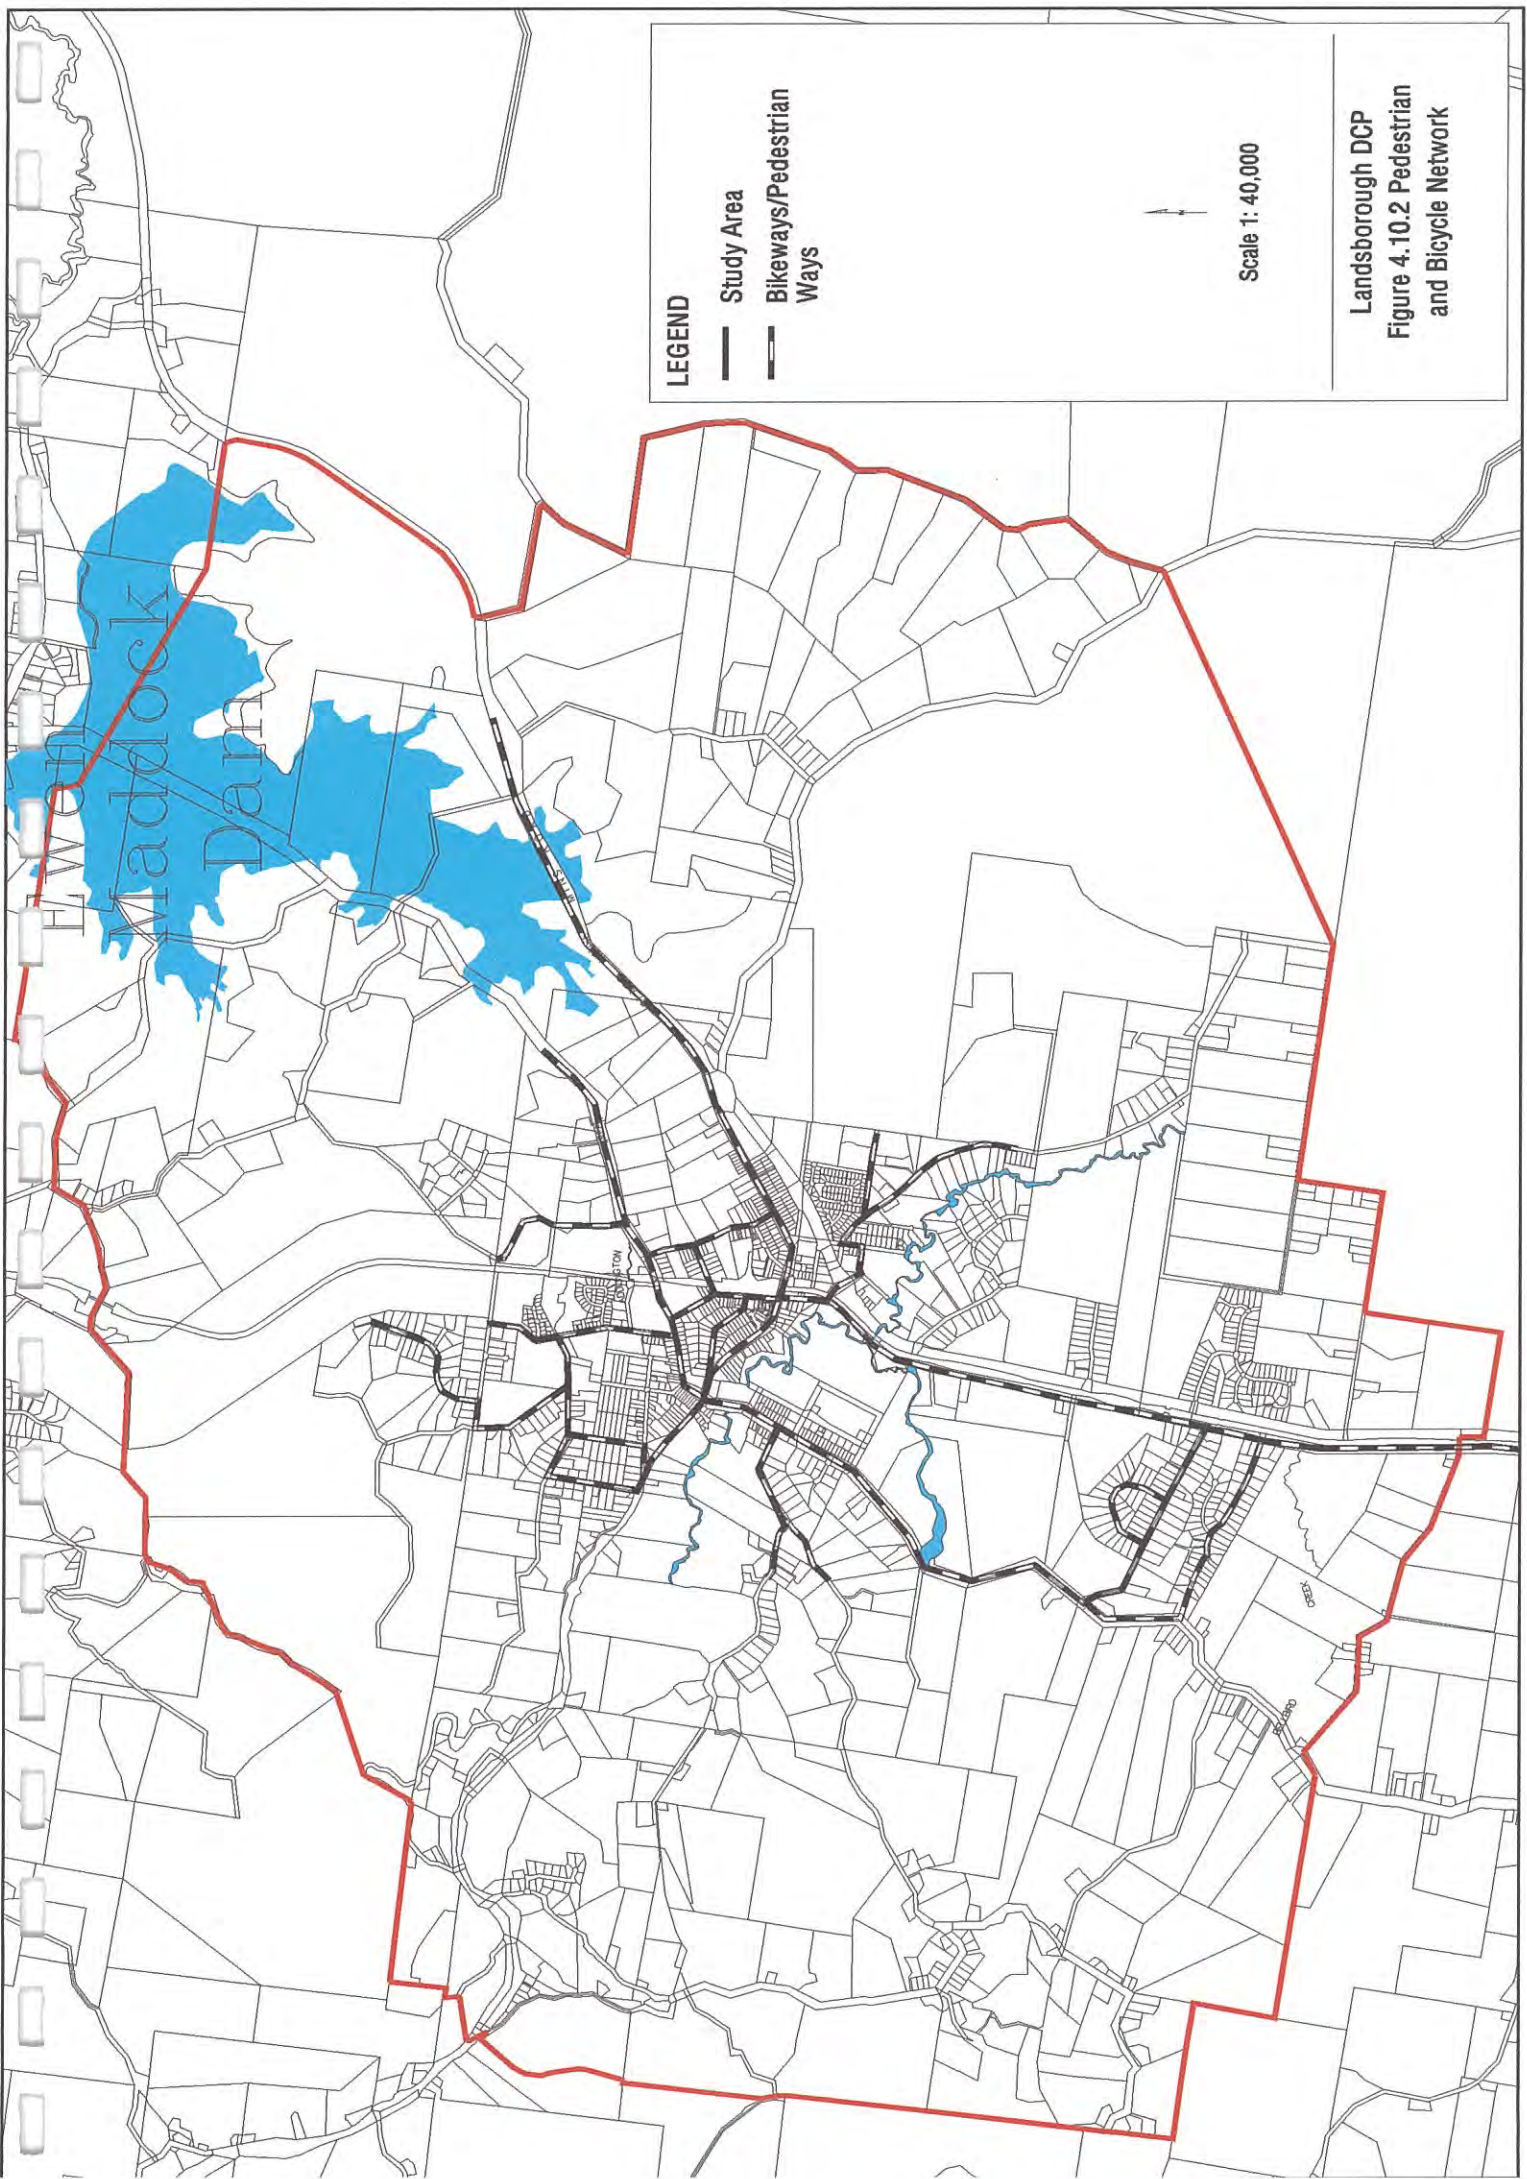 Ewen
Maddock
Dam
MTNS
CREEK
LEGEND
Study Area
Bikeways/Pedestrian
Ways
N
Scale 1: 40,000
Landsborough DCP
Figure 4.10.2 Pedestrian
and Bicycle Network